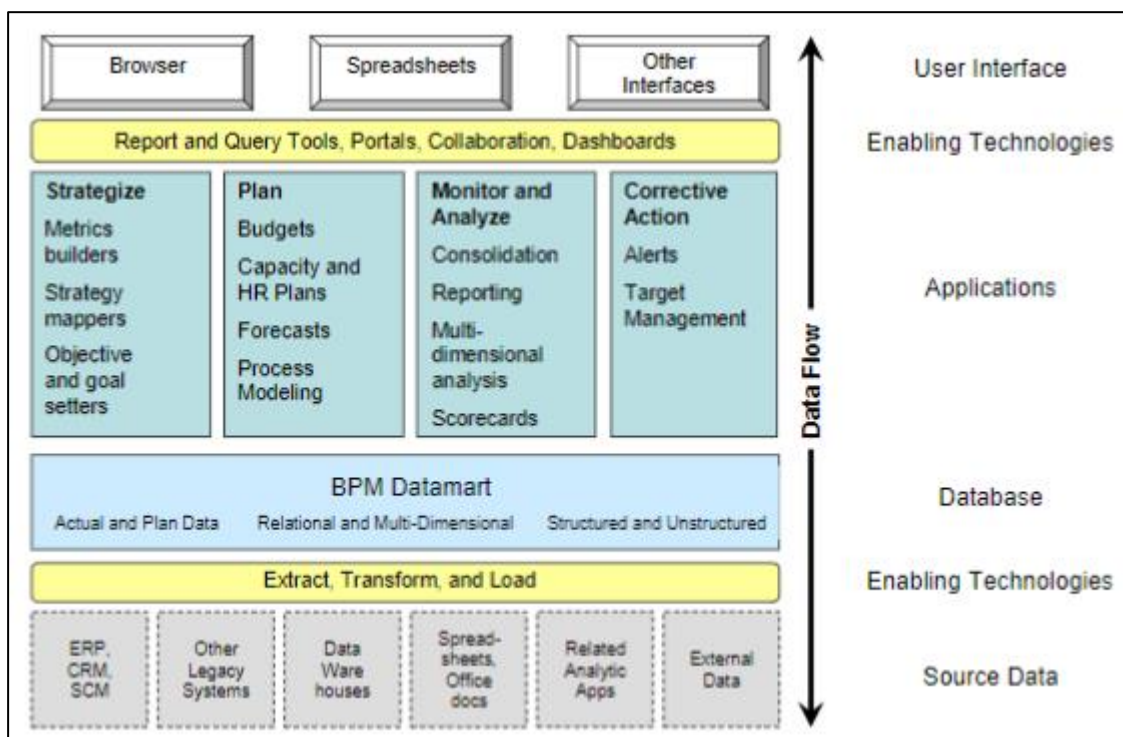 Browser
Spreadsheets
Other
Interfaces
User Interface
Report and Query Tools, Portals, Collaboration, Dashboards
Enabling Technologies
Strategize
Metrics
builders
Strategy
mappers
Objective
and goal
setters
Plan
Budgets
Capacity and
HR Plans
Forecasts
Process
Modeling
Monitor and
Analyze
Consolidation
Reporting
Multi-
dimensional
analysis
Scorecards
Corrective
Action
Alerts
Target
Management
Data Flow
Applications
BPM Datamart
Actual and Plan Data
Relational and Multi-Dimensional
Structured and Unstructured
Database
Extract, Transform, and Load
Enabling Technologies
ERP,
CRM,
SCM
Other
Legacy
Systems
Data
Ware
houses
Spread-
sheets,
Office
docs
Related
Analytic
Apps
External
Data
Source Data